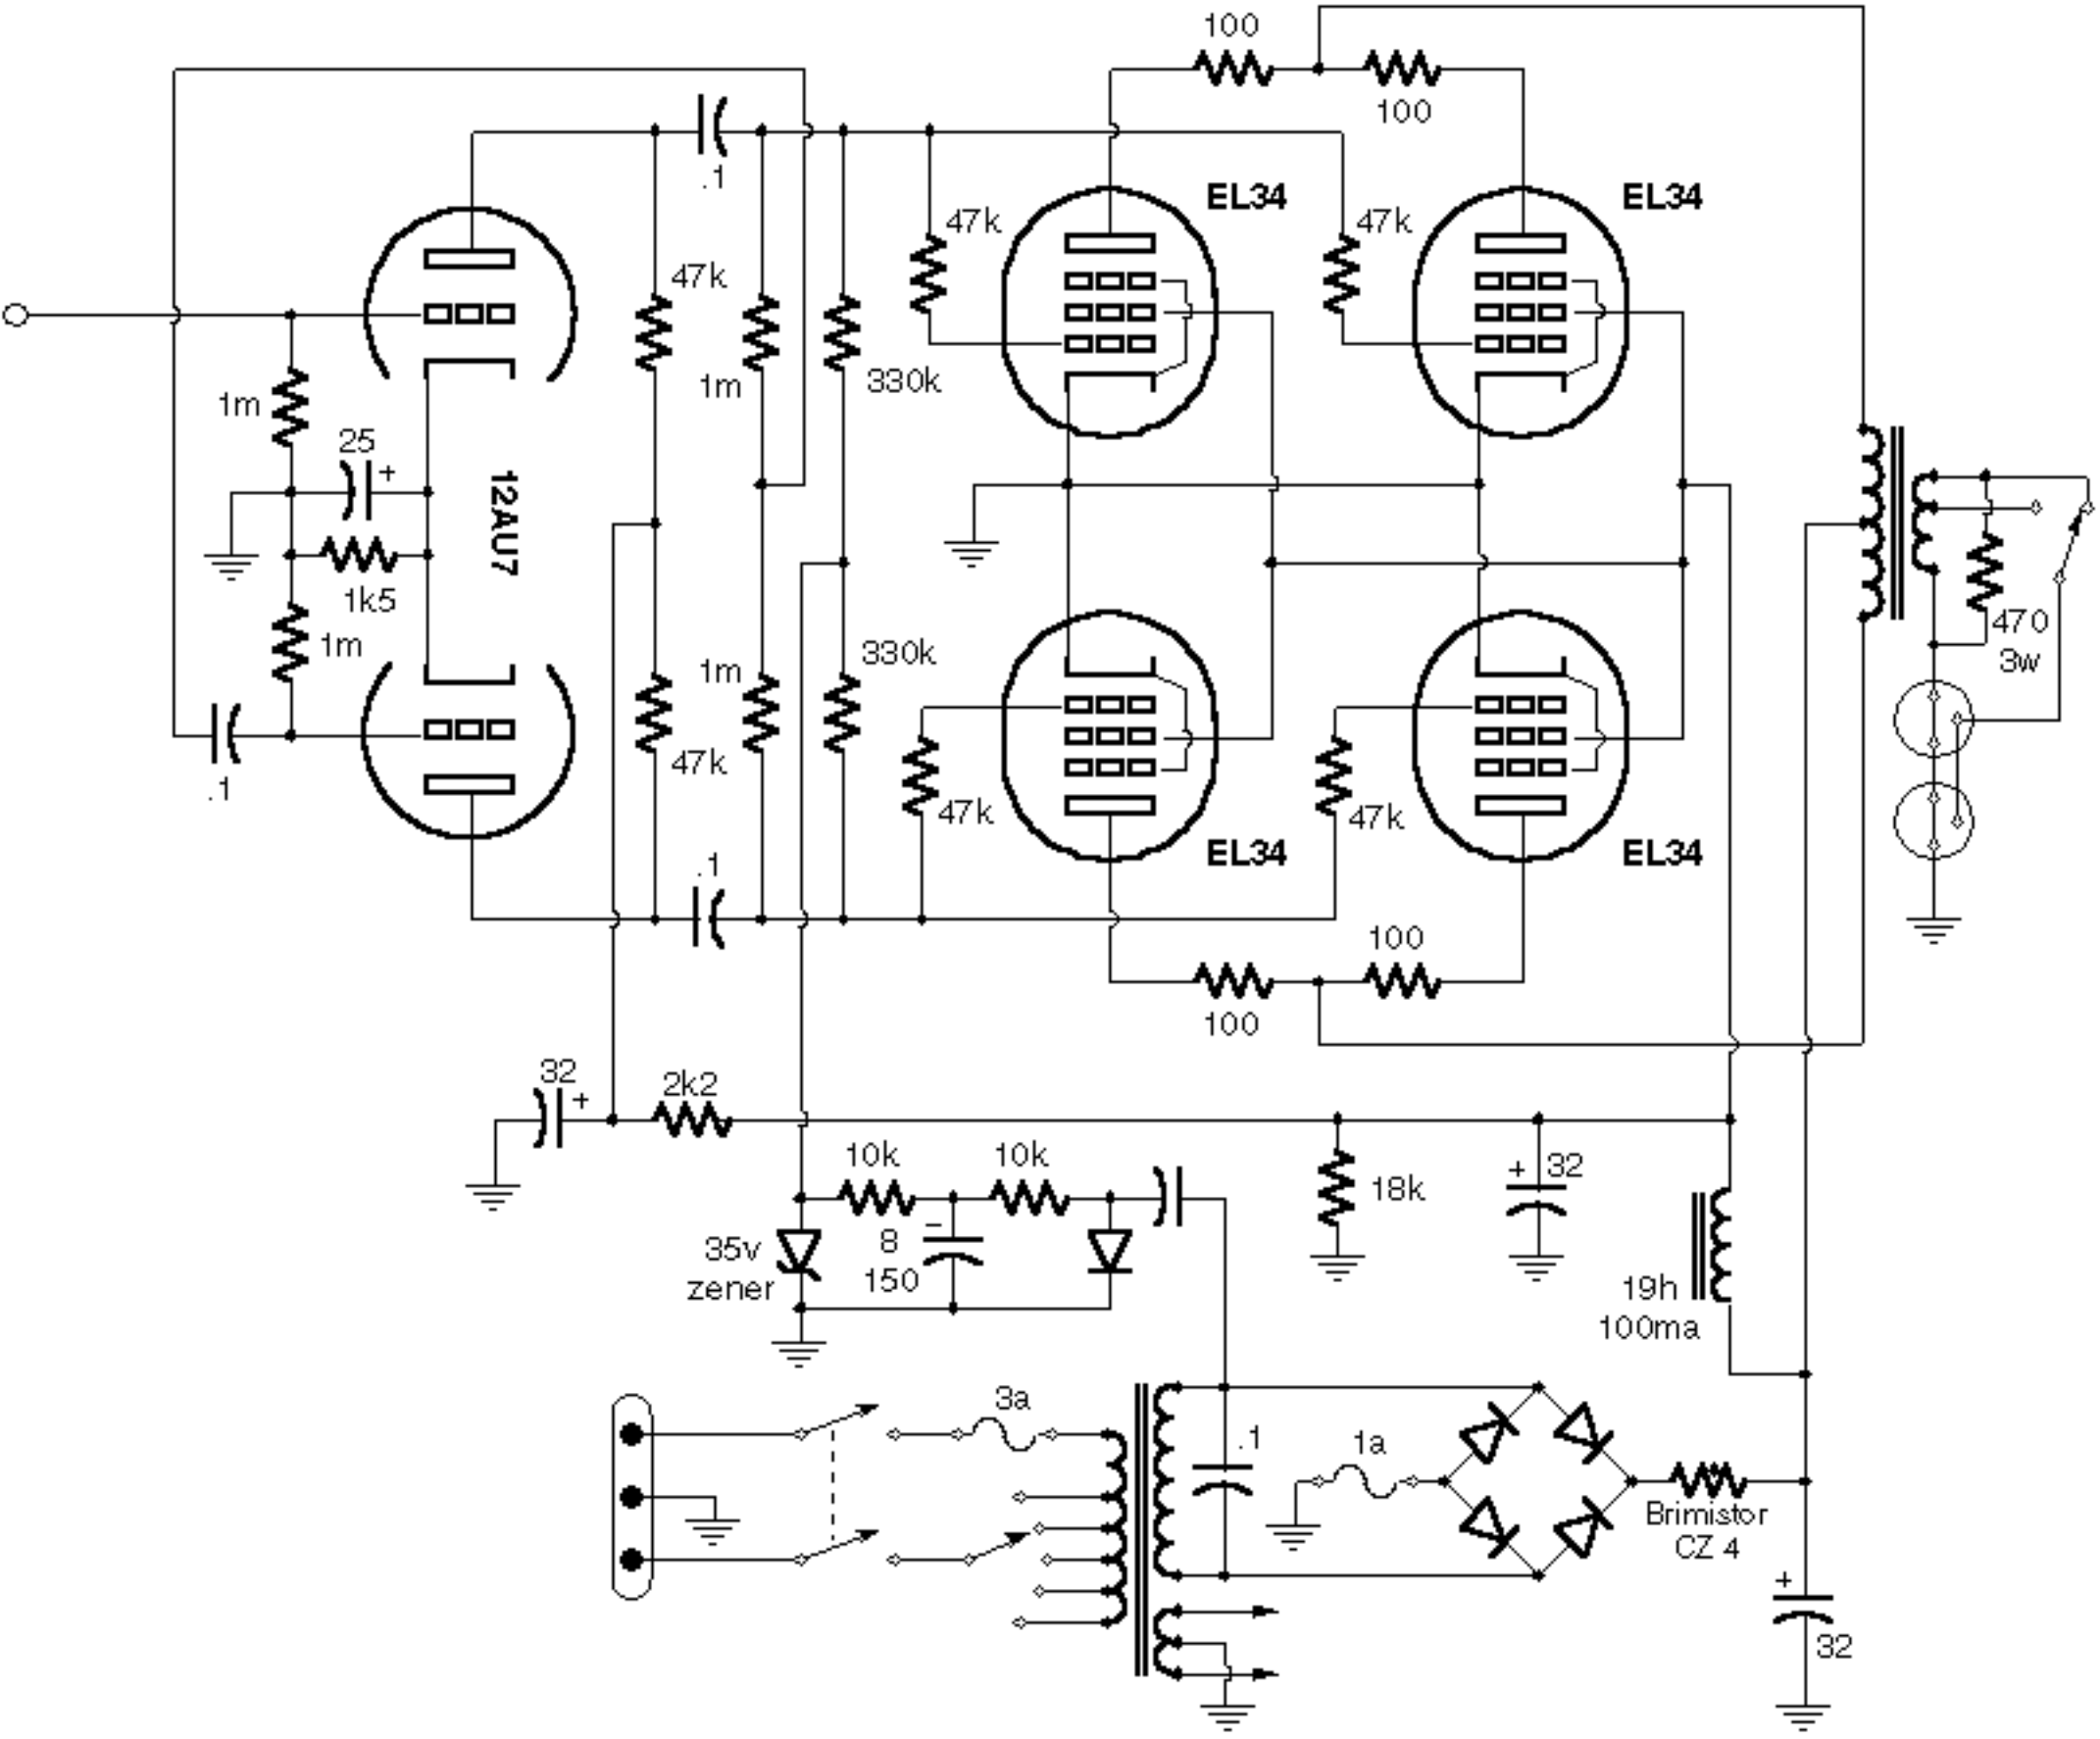 100
100
.1
EL34
EL34
47k
47k
47k
1m
330k
1m
25
+
12AU7
1k5
1m
470
3w
330k
1m
47k
.1
47k
47k
EL34
EL34
.1
100
100
32
+
2k2
10k
10k
+
32
18k
35v
zener
−
8
150
19h
100ma
3a
.1
1a
Brimistor
CZ 4
+
32